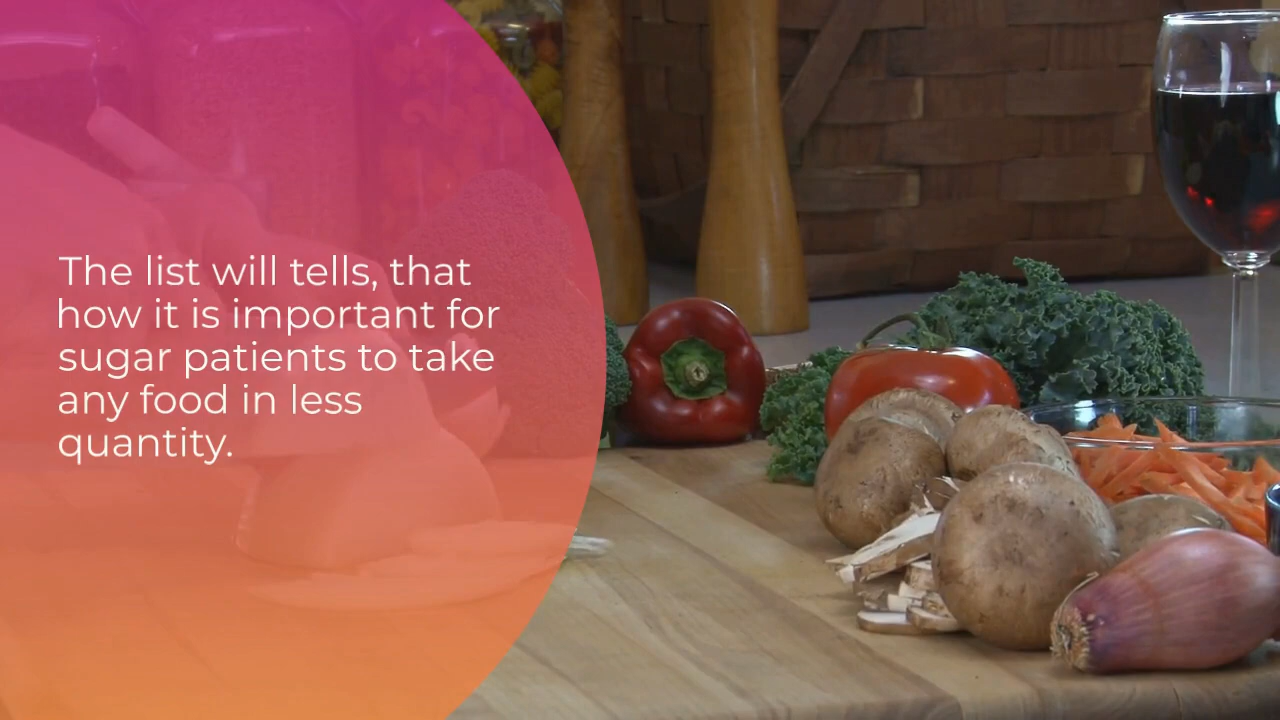 The list will tells, that
how it is important for
sugar patients to take
any food in less
quantity.